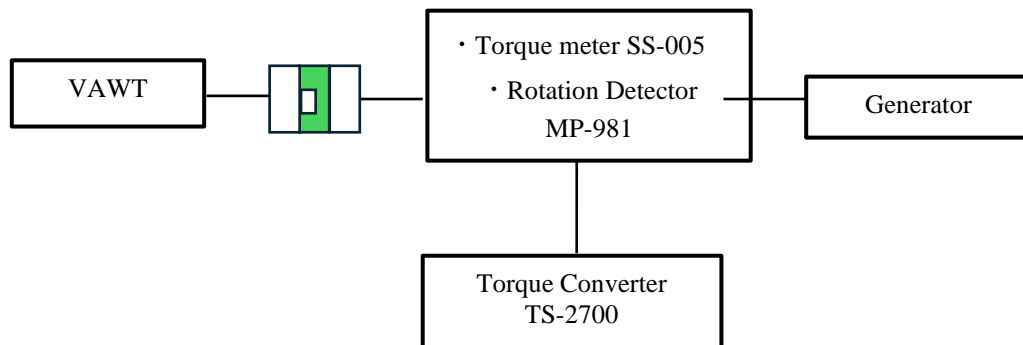 ・Torque meter SS-005
・Rotation Detector
MP-981
VAWT
Generator
Torque Converter
TS-2700